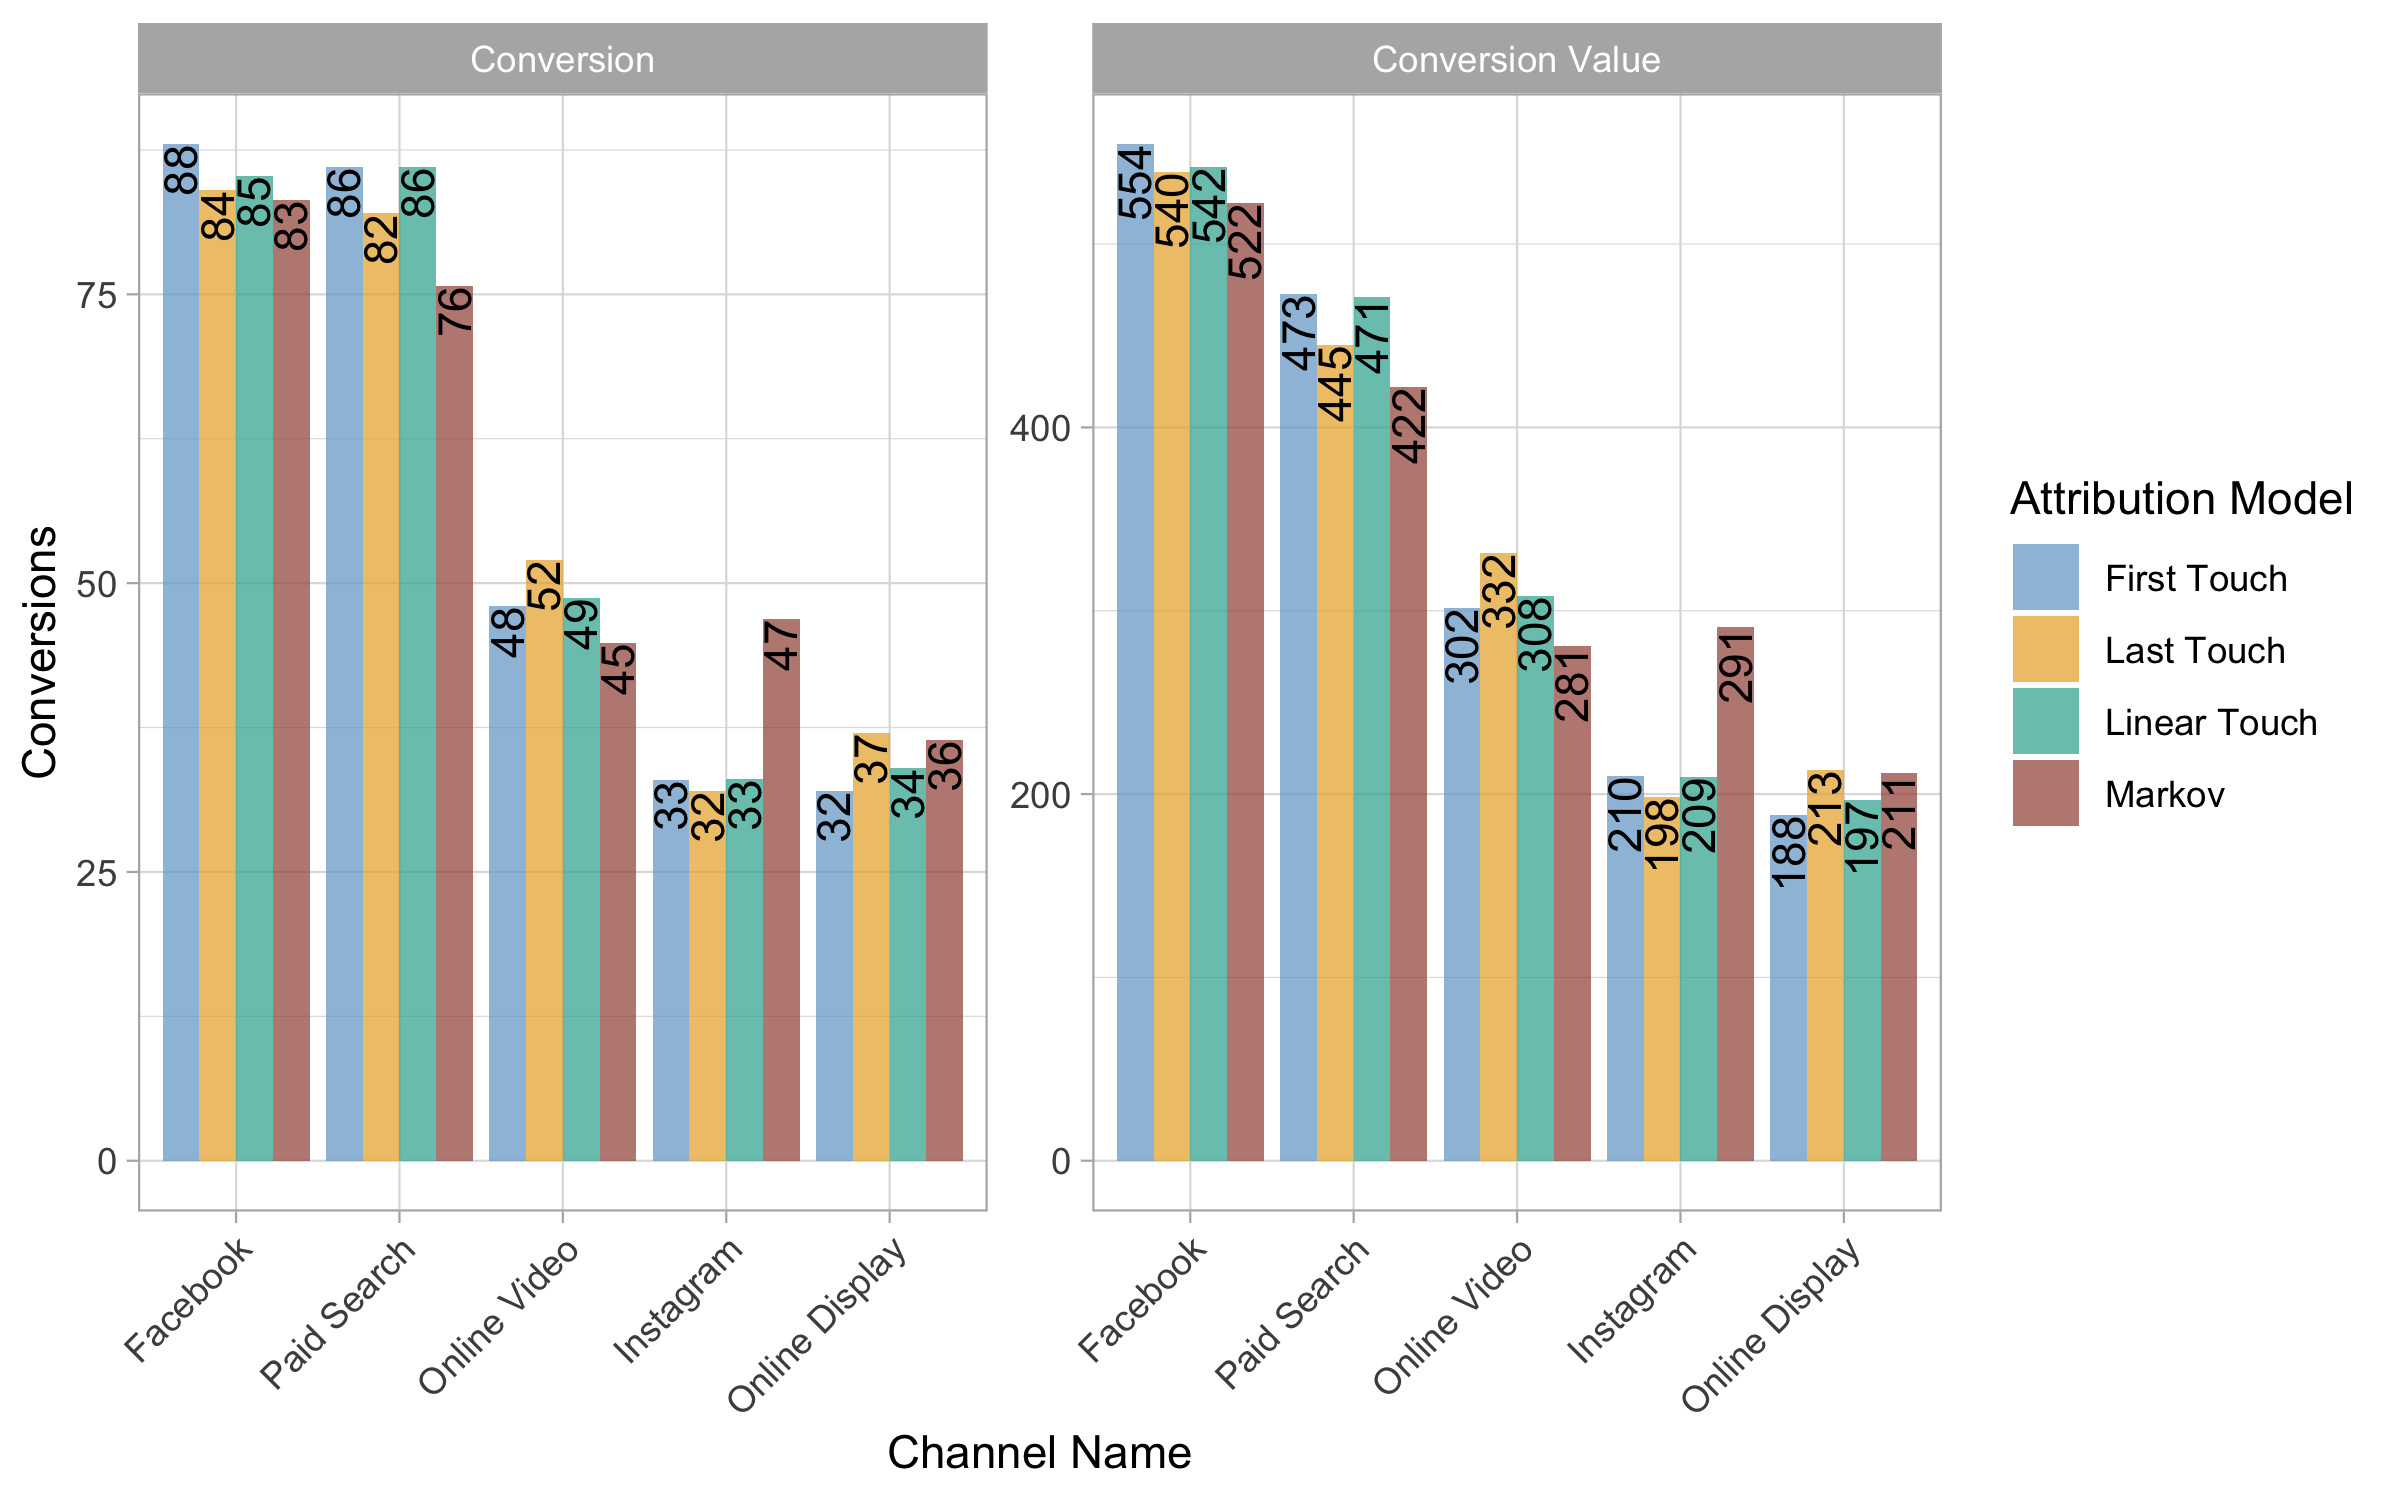 Conversion
Conversion Value
Conversions
75
50
25
0
88
84
85
83
86
82
86
76
48
52
49
45
33
32
33
47
32
37
34
36
400
200
0
554
540
542
522
473
445
471
422
302
332
308
281
210
198
209
291
188
213
197
211
Facebook
Paid Search
Online Video
Instagram
Online Display
Facebook
Paid Search
Online Video
Instagram
Online Display
Channel Name
Attribution Model
First Touch
Last Touch
Linear Touch
Markov